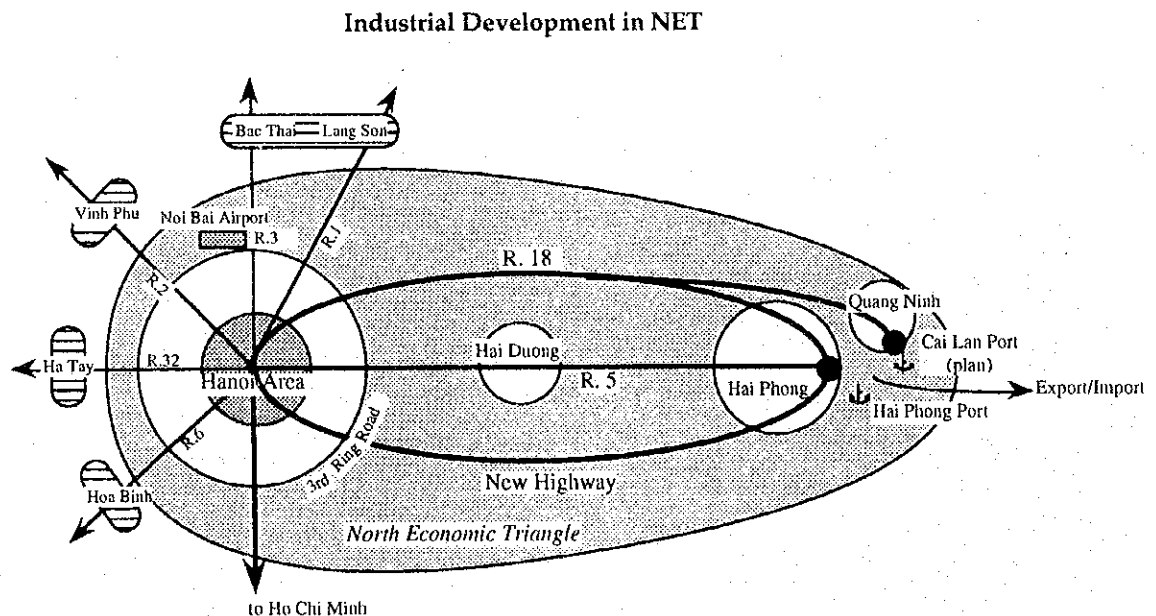 Industrial Development in NET
Bac Thai
Lang Son
Vinh Phu
Noi Bai Airport
R.3
R.1
R.2
R. 18
Quang Ninh
Hai Duong
Cai Lan Port
(plan)
Ha Tay
R.32
Hanoi Area
R. 5
Hai Phong
Export/Import
Hai Phong Port
R.6
3rd Ring Road
New Highway
Hoa Binh
North Economic Triangle
to Ho Chi Minh